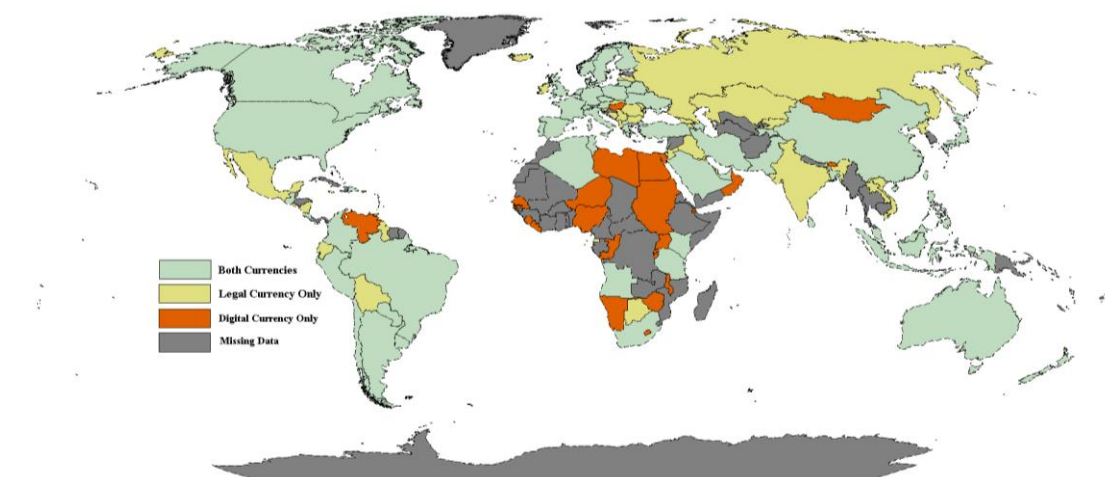 Both Currencies
Legal Currency Only
Digital Currency Only
Missing Data